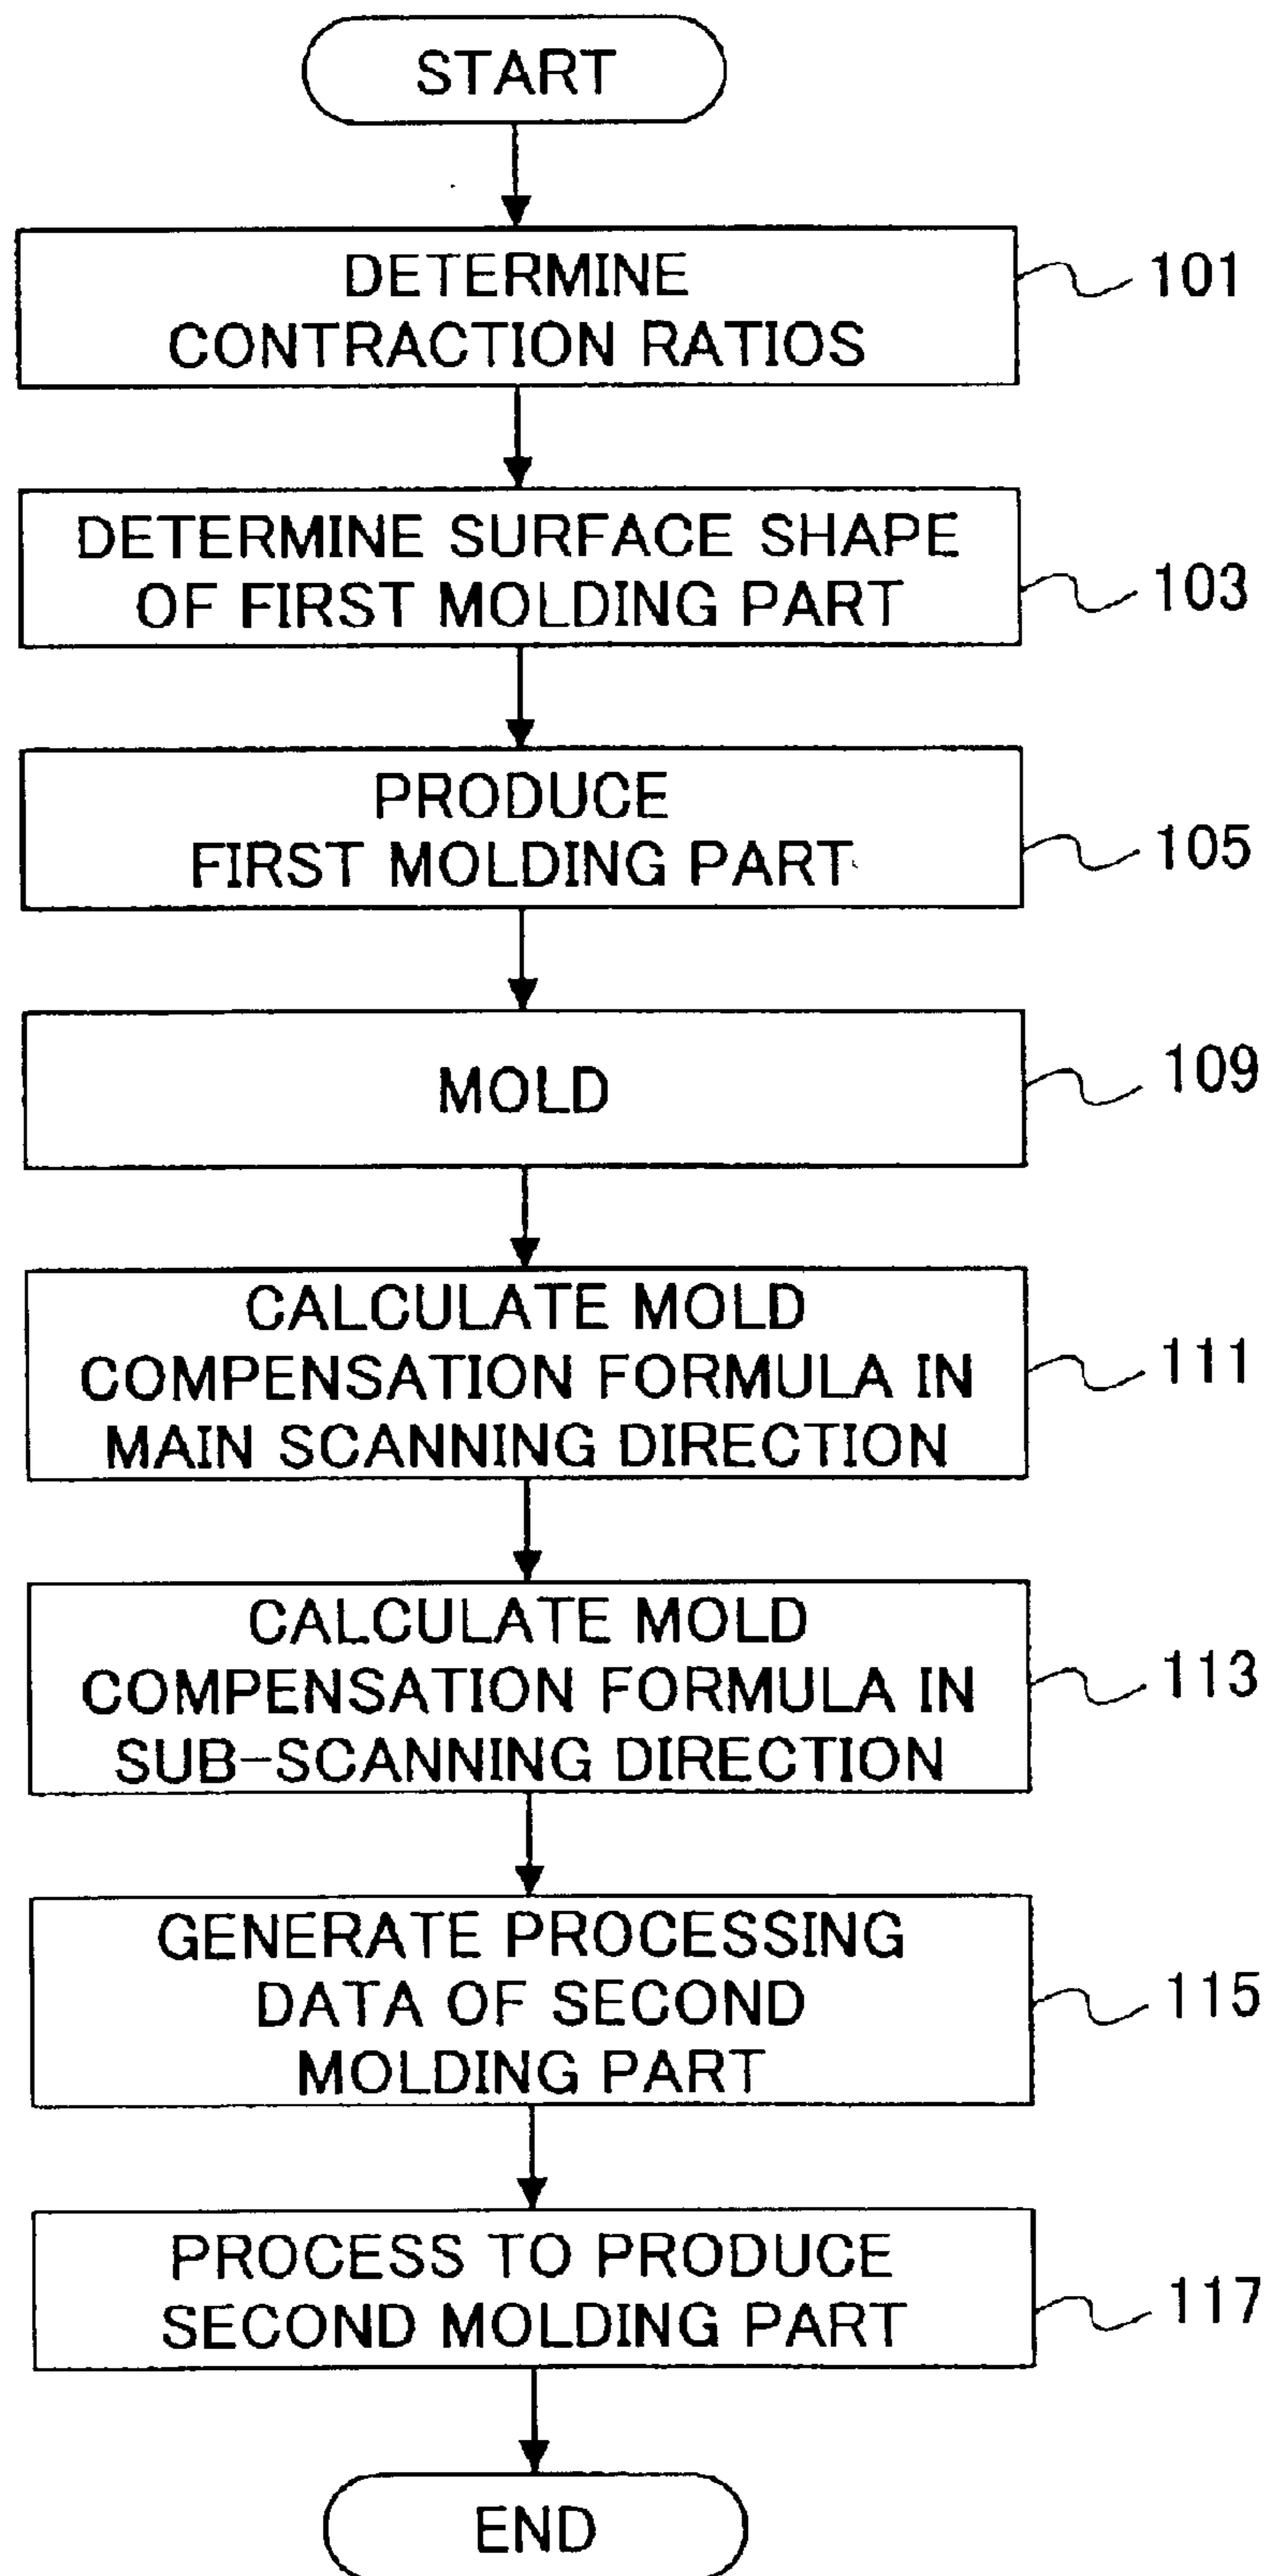 START
DETERMINE
CONTRACTION RATIOS
101
DETERMINE SURFACE SHAPE
OF FIRST MOLDING PART
103
PRODUCE
FIRST MOLDING PART
105
MOLD
109
CALCULATE MOLD
COMPENSATION FORMULA IN
MAIN SCANNING DIRECTION
111
CALCULATE MOLD
COMPENSATION FORMULA IN
SUB-SCANNING DIRECTION
113
GENERATE PROCESSING
DATA OF SECOND
MOLDING PART
115
PROCESS TO PRODUCE
SECOND MOLDING PART
117
END